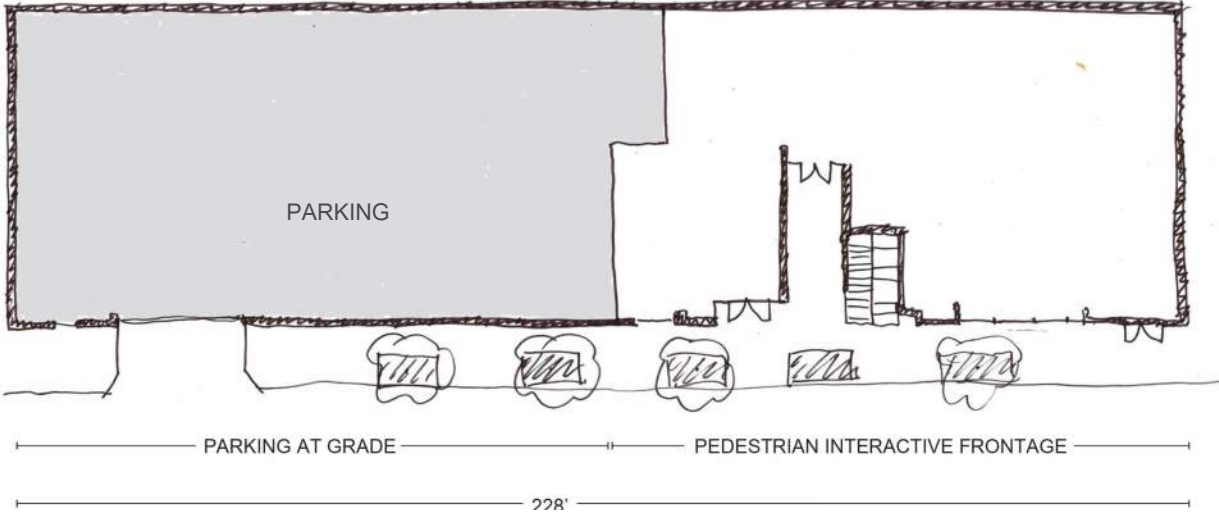 PARKING
PARKING AT GRADE
PEDESTRIAN INTERACTIVE FRONTAGE
228'